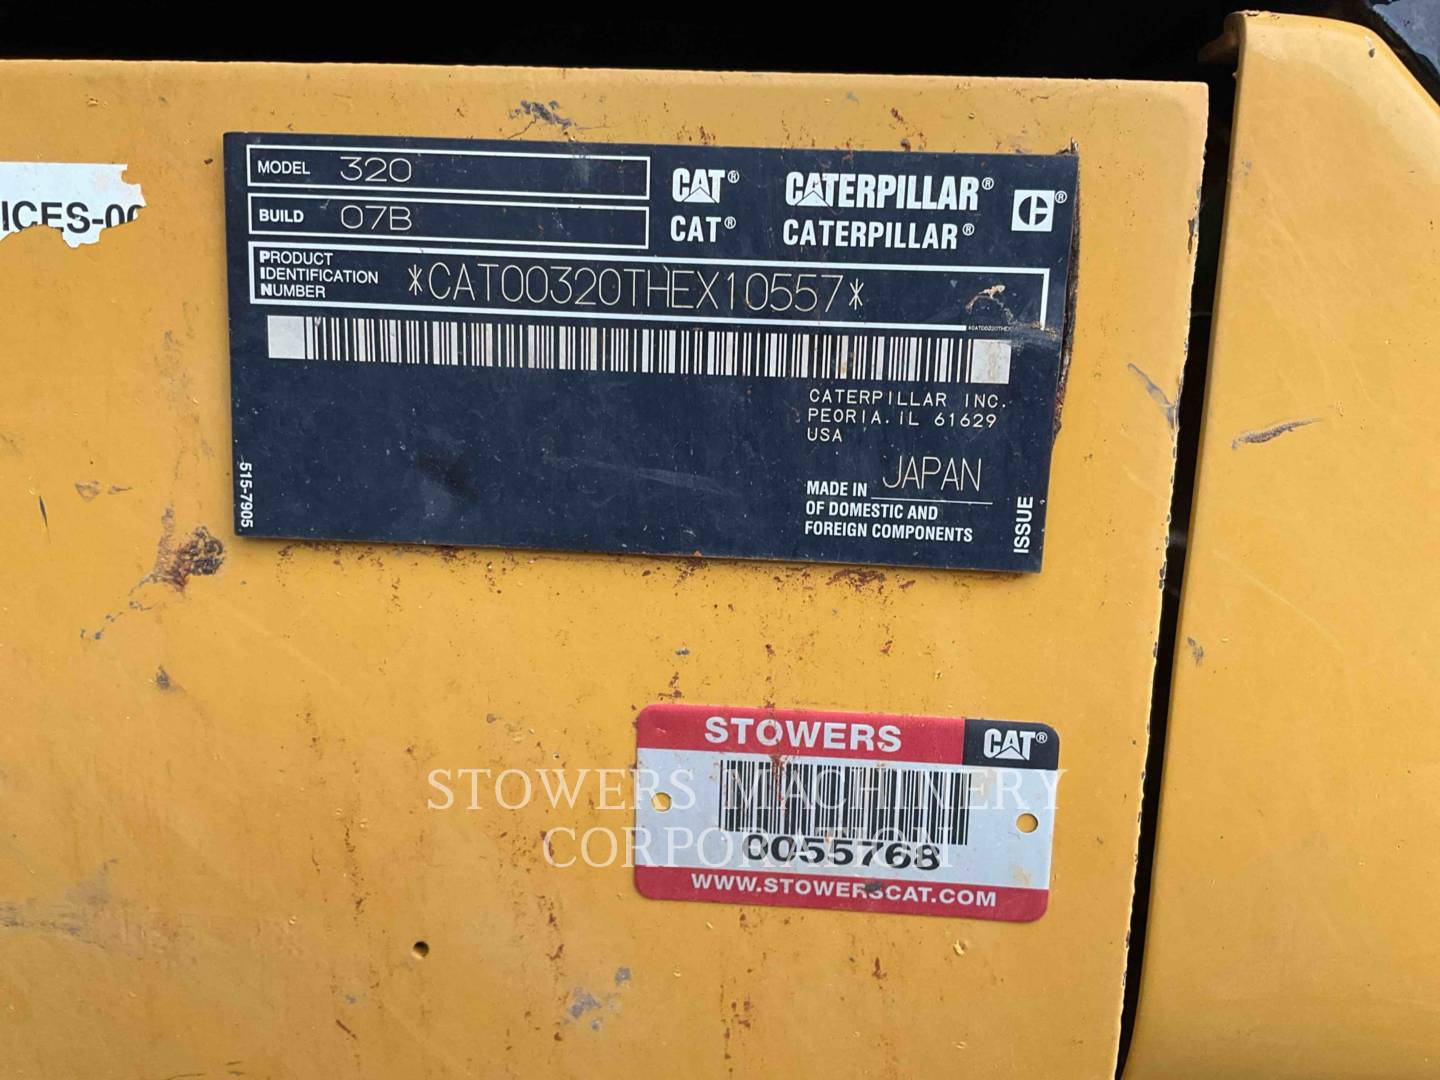 ICES-00
MODEL 320
BUILD 07B
CAT® CATERPILLAR® ®
CAT® CATERPILLAR®
PRODUCT
IDENTIFICATION
NUMBER
*CAT00320THEX10557*
*CAT00320THEX
CATERPILLAR INC.
PEORIA, IL 61629
USA
MADE IN JAPAN
OF DOMESTIC AND
FOREIGN COMPONENTS
515-7905
ISSUE
STOWERS CAT®
STOWERS MACHINERY
CORPORATION
0055768
WWW.STOWERSCAT.COM